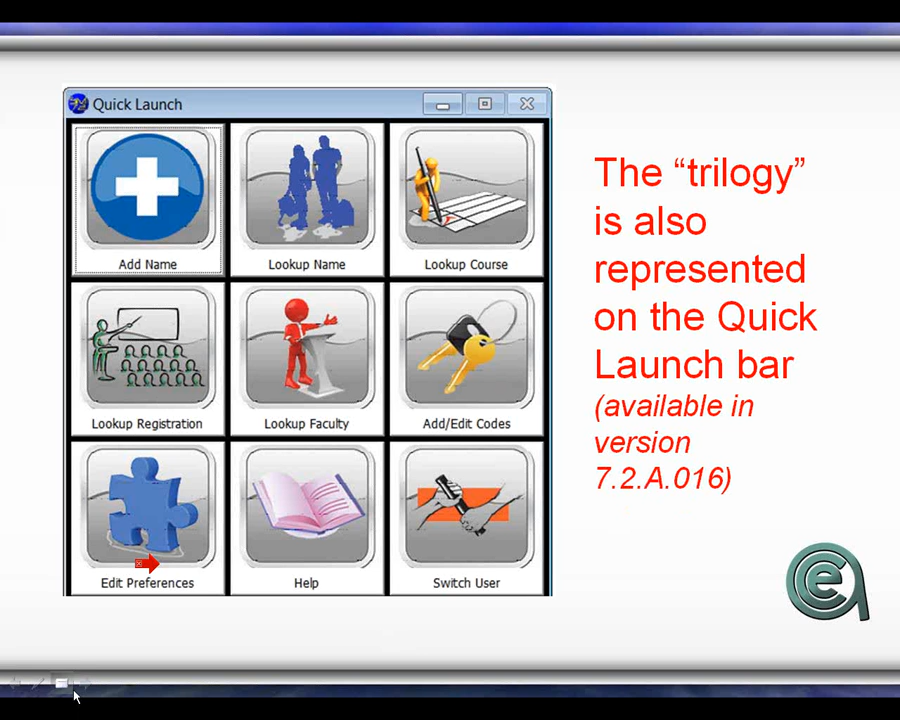 Quick Launch
Add Name
Lookup Name
Lookup Course
Lookup Registration
Lookup Faculty
Add/Edit Codes
Edit Preferences
Help
Switch User
The “trilogy”
is also
represented
on the Quick
Launch bar
(available in
version
7.2.A.016)